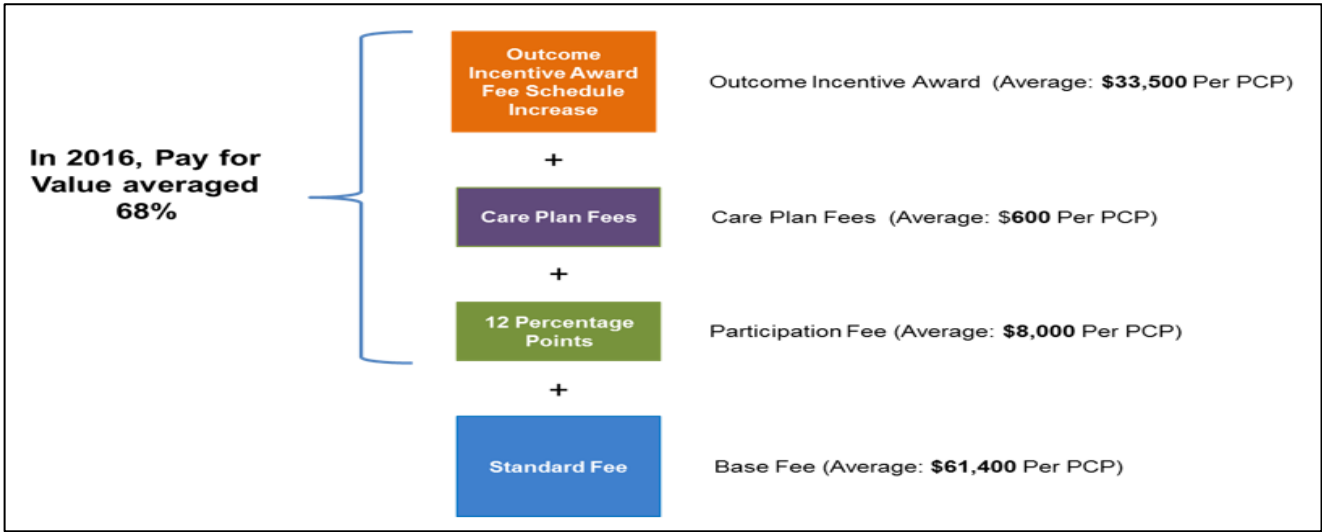 Outcome
Incentive Award
Fee Schedule
Increase
Outcome Incentive Award (Average: $33,500 Per PCP)
+
In 2016, Pay for
Value averaged
68%
Care Plan Fees
Care Plan Fees (Average: $600 Per PCP)
+
12 Percentage
Points
Participation Fee (Average: $8,000 Per PCP)
+
Standard Fee
Base Fee (Average: $61,400 Per PCP)